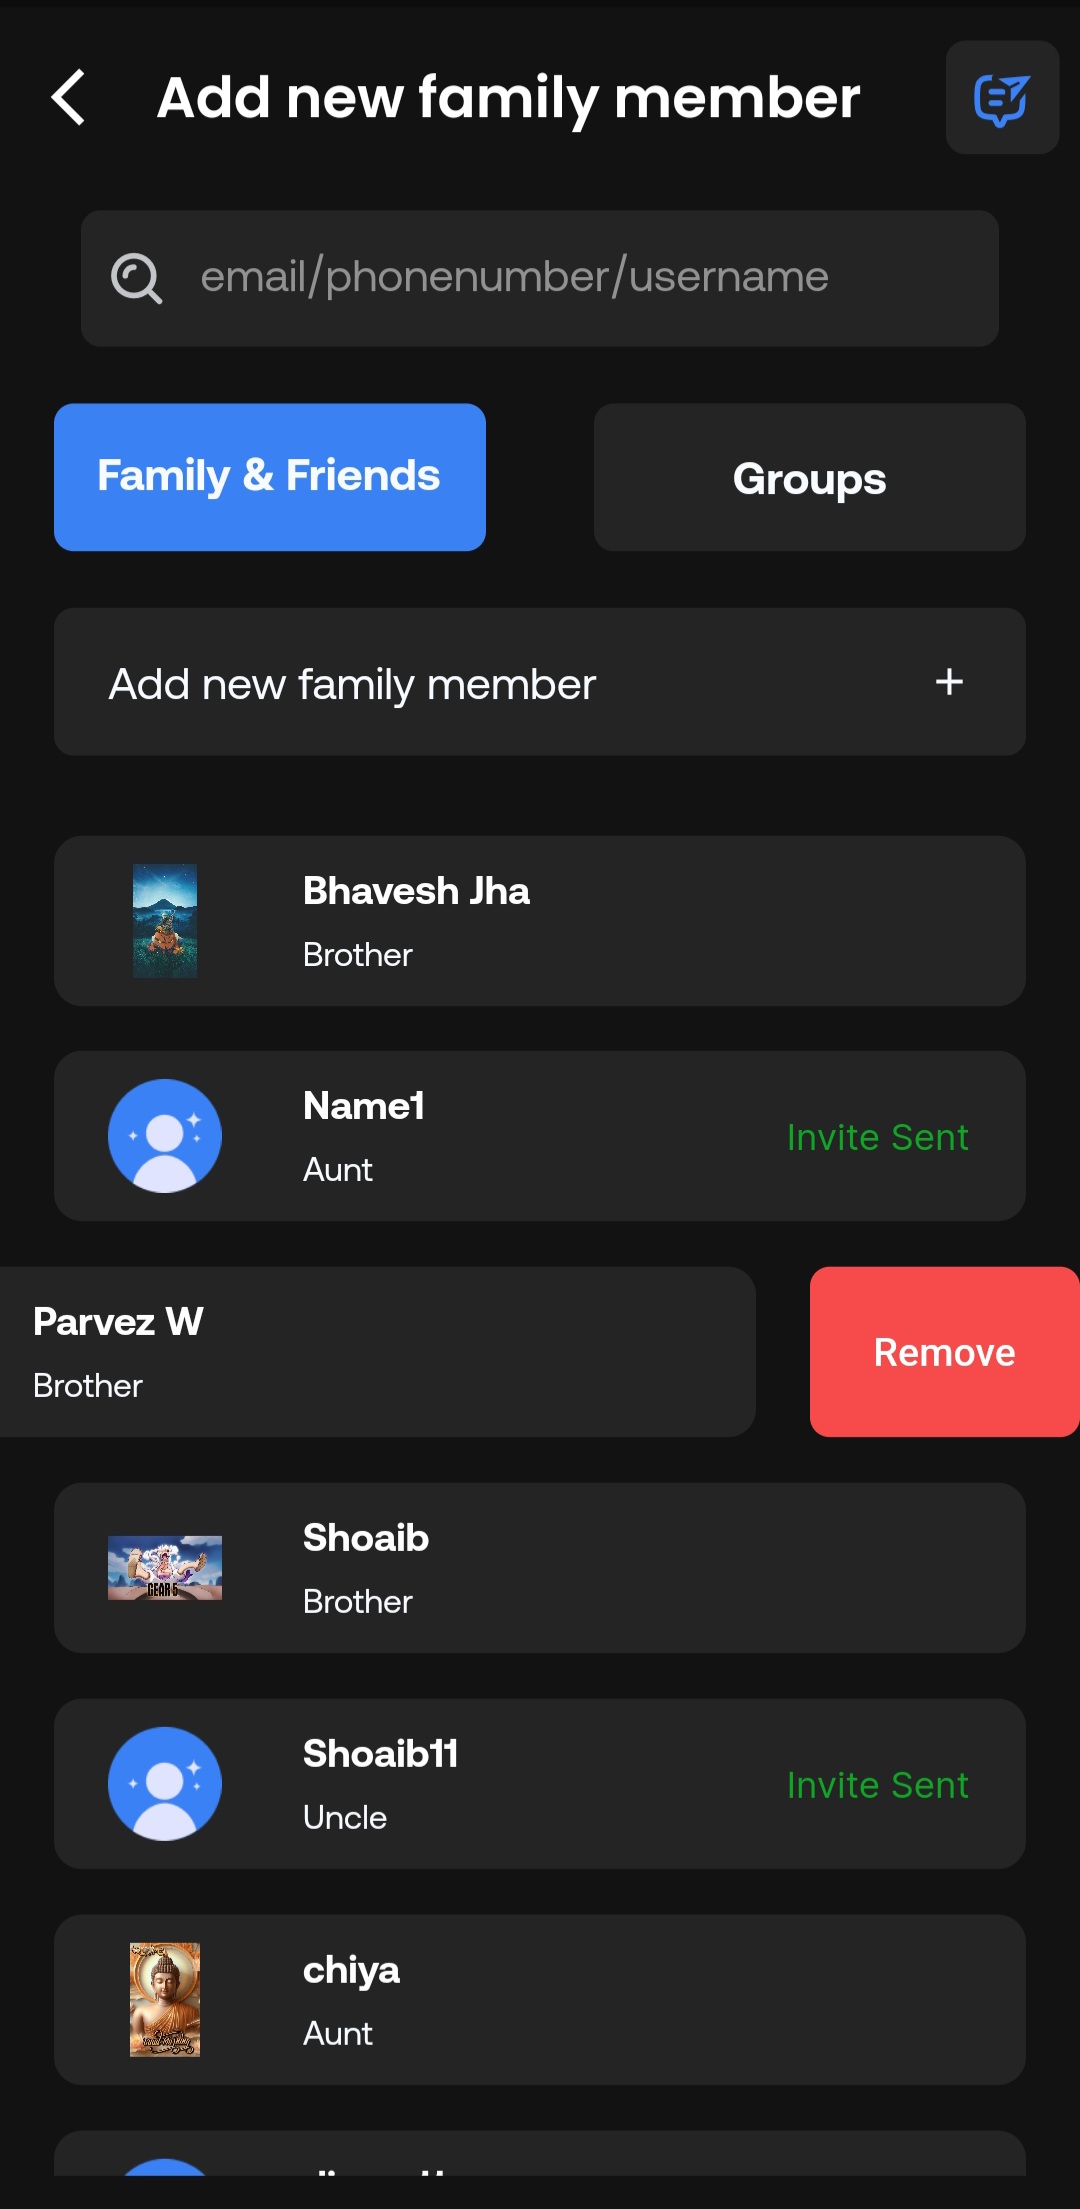 Add new family member
email/phonenumber/username
Family & Friends
Groups
Add new family member
+
Bhavesh Jha
Brother
Name1
Aunt
Invite Sent
Parvez W
Brother
Remove
GEAR 5
Shoaib
Brother
Shoaib11
Uncle
Invite Sent
chiya
Aunt